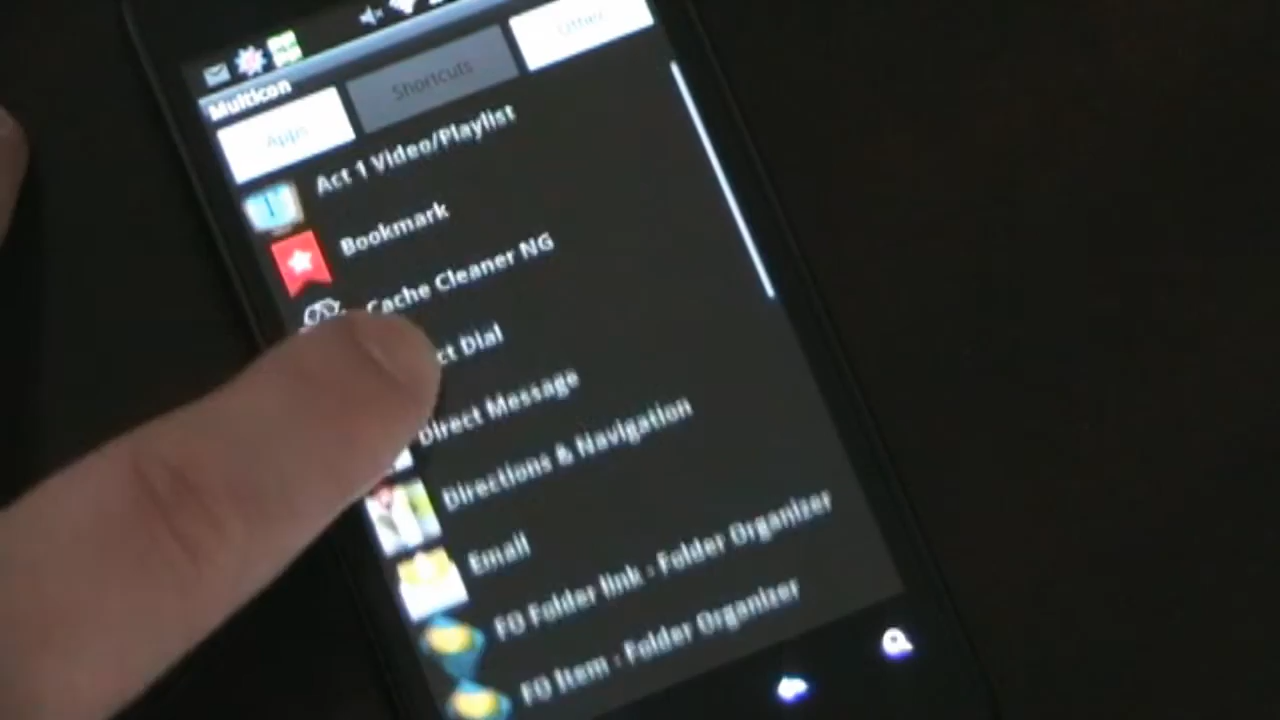 Multicon
Apps
Shortcuts
Other
Act 1 Video/Playlist
Bookmark
Cache Cleaner NG
ct Dial
Direct Message
Directions & Navigation
Email
FO Folder link - Folder Organizer
FO Item - Folder Organizer